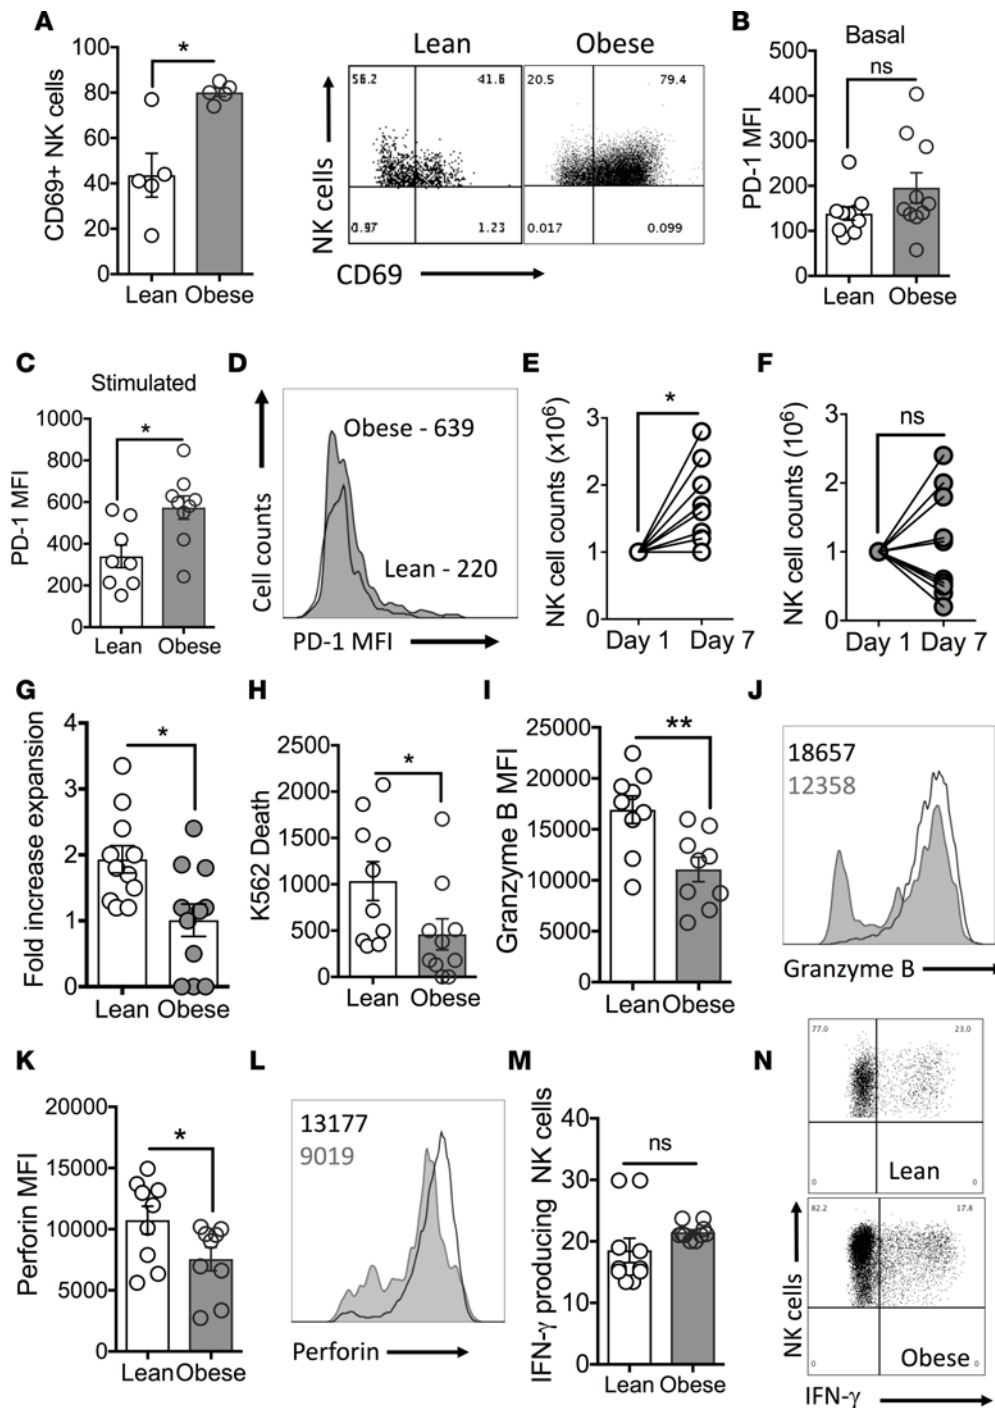 A
100
80
60
40
20
0
CD69+ NK cells
*
Lean Obese
Lean
Obese
41.6
20.5
79.4
1.23
0.017
0.099
NK cells
CD69
B
Basal
500
400
300
200
100
0
PD-1 MFI
ns
Lean Obese
C
Stimulated
1000
800
600
400
200
0
PD-1 MFI
*
Lean Obese
D
Cell counts
Obese - 639
Lean - 220
PD-1 MFI
E
NK cell counts (x10⁶)
3
2
1
0
*
Day 1 Day 7
F
NK cell counts (10⁶)
3
2
1
0
ns
Day 1 Day 7
G
Fold increase expansion
4
3
2
1
0
*
Lean Obese
H
K562 Death
2500
2000
1500
1000
500
0
*
Lean Obese
I
Granzyme B MFI
25000
20000
15000
10000
5000
0
**
Lean Obese
J
18657
12358
Granzyme B
K
Perforin MFI
20000
15000
10000
5000
0
*
Lean Obese
L
13177
9019
Perforin
M
IFN-γ producing NK cells
40
30
20
10
0
ns
Lean Obese
N
77.0
23.0
Lean
0
0
82.2
17.8
Obese
0
0
NK cells
IFN-γ